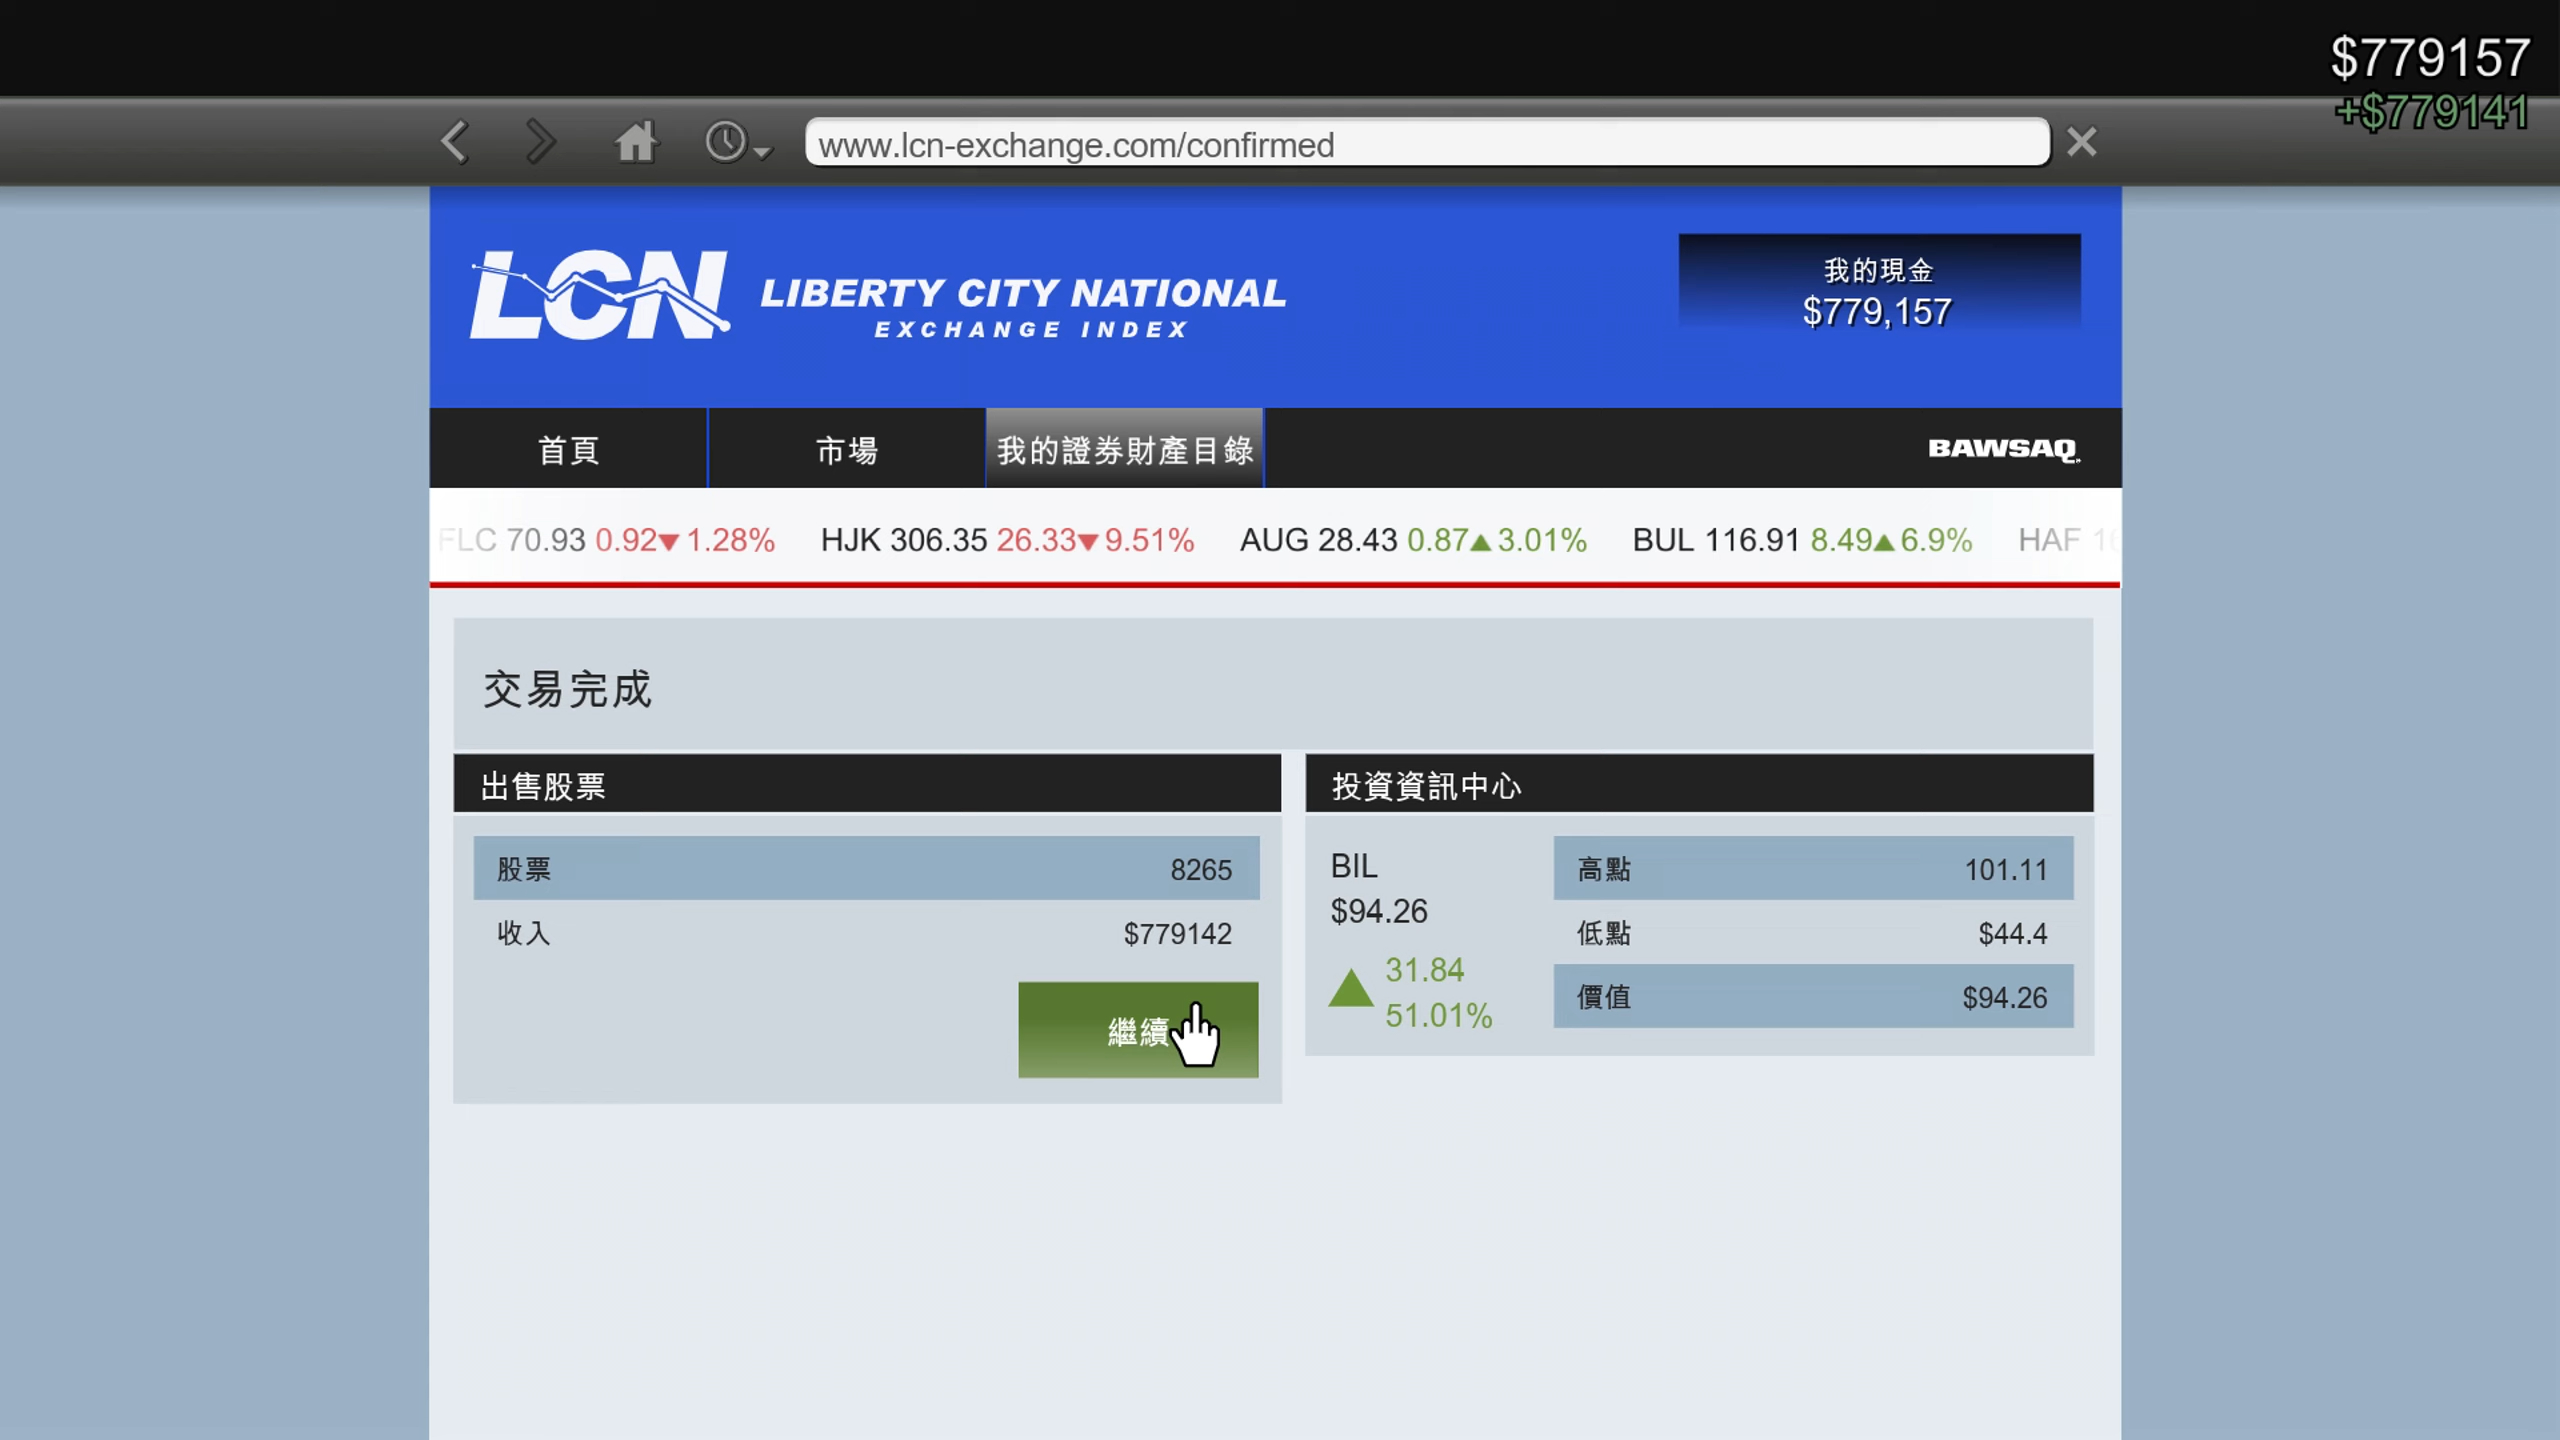 $779157
+$779141
www.lcn-exchange.com/confirmed
LCN
LIBERTY CITY NATIONAL
EXCHANGE INDEX
我的現金
$779,157
首頁 市場 我的證券財產目錄 BAWSAQ
FLC 70.93 0.92▼1.28% HJK 306.35 26.33▼9.51% AUG 28.43 0.87▲3.01% BUL 116.91 8.49▲6.9% HAF
交易完成
出售股票
股票 8265
收入 $779142
繼續
投資資訊中心
BIL
$94.26
▲ 31.84
51.01%
高點 101.11
低點 $44.4
價值 $94.26